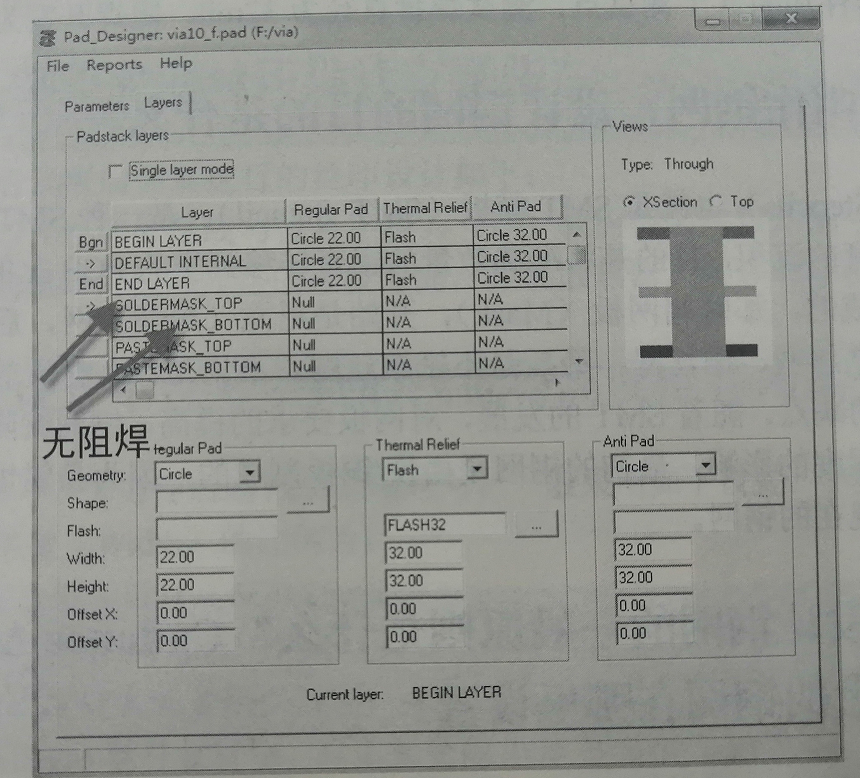 Pad_Designer: via10_f.pad (F:/via)
File Reports Help
Parameters Layers
Padstack layers
Single layer mode
Layer Regular Pad Thermal Relief Anti Pad
Bgn BEGIN LAYER Circle 22.00 Flash Circle 32.00
-> DEFAULT INTERNAL Circle 22.00 Flash Circle 32.00
End END LAYER Circle 22.00 Flash Circle 32.00
-> SOLDERMASK_TOP Null N/A N/A
SOLDERMASK_BOTTOM Null N/A N/A
PASTEMASK_TOP Null N/A N/A
PASTEMASK_BOTTOM Null N/A N/A
Views
Type: Through
XSection Top
无阻焊
egular Pad
Geometry: Circle
Shape: ...
Flash:
Width: 22.00
Height: 22.00
Offset X: 0.00
Offset Y: 0.00
Thermal Relief
Flash
FLASH32 ...
32.00
32.00
0.00
0.00
Anti Pad
Circle
...
32.00
32.00
0.00
0.00
Current layer: BEGIN LAYER